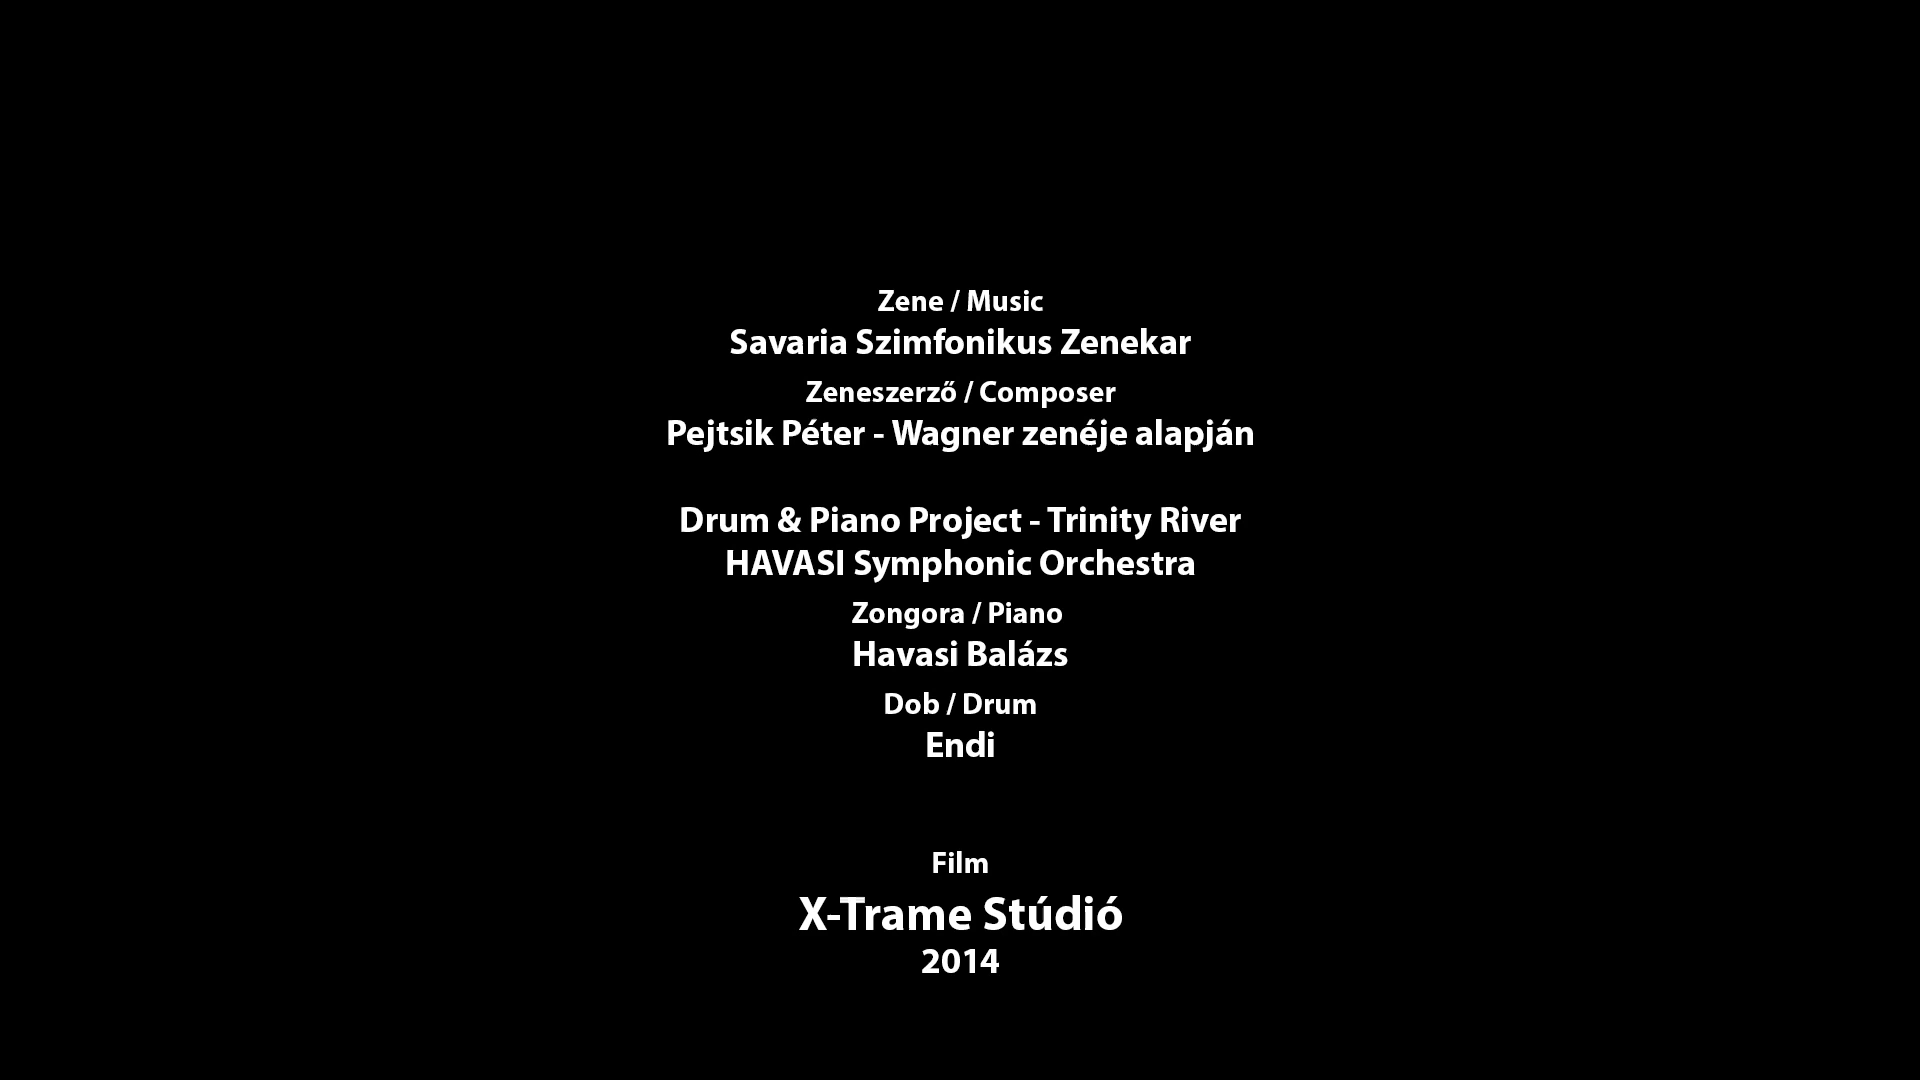 Zene / Music
Savaria Szimfonikus Zenekar
Zeneszerző / Composer
Pejtsik Péter - Wagner zenéje alapján
Drum & Piano Project - Trinity River
HAVASI Symphonic Orchestra
Zongora / Piano
Havasi Balázs
Dob / Drum
Endi
Film
X-Trame Stúdió
2014